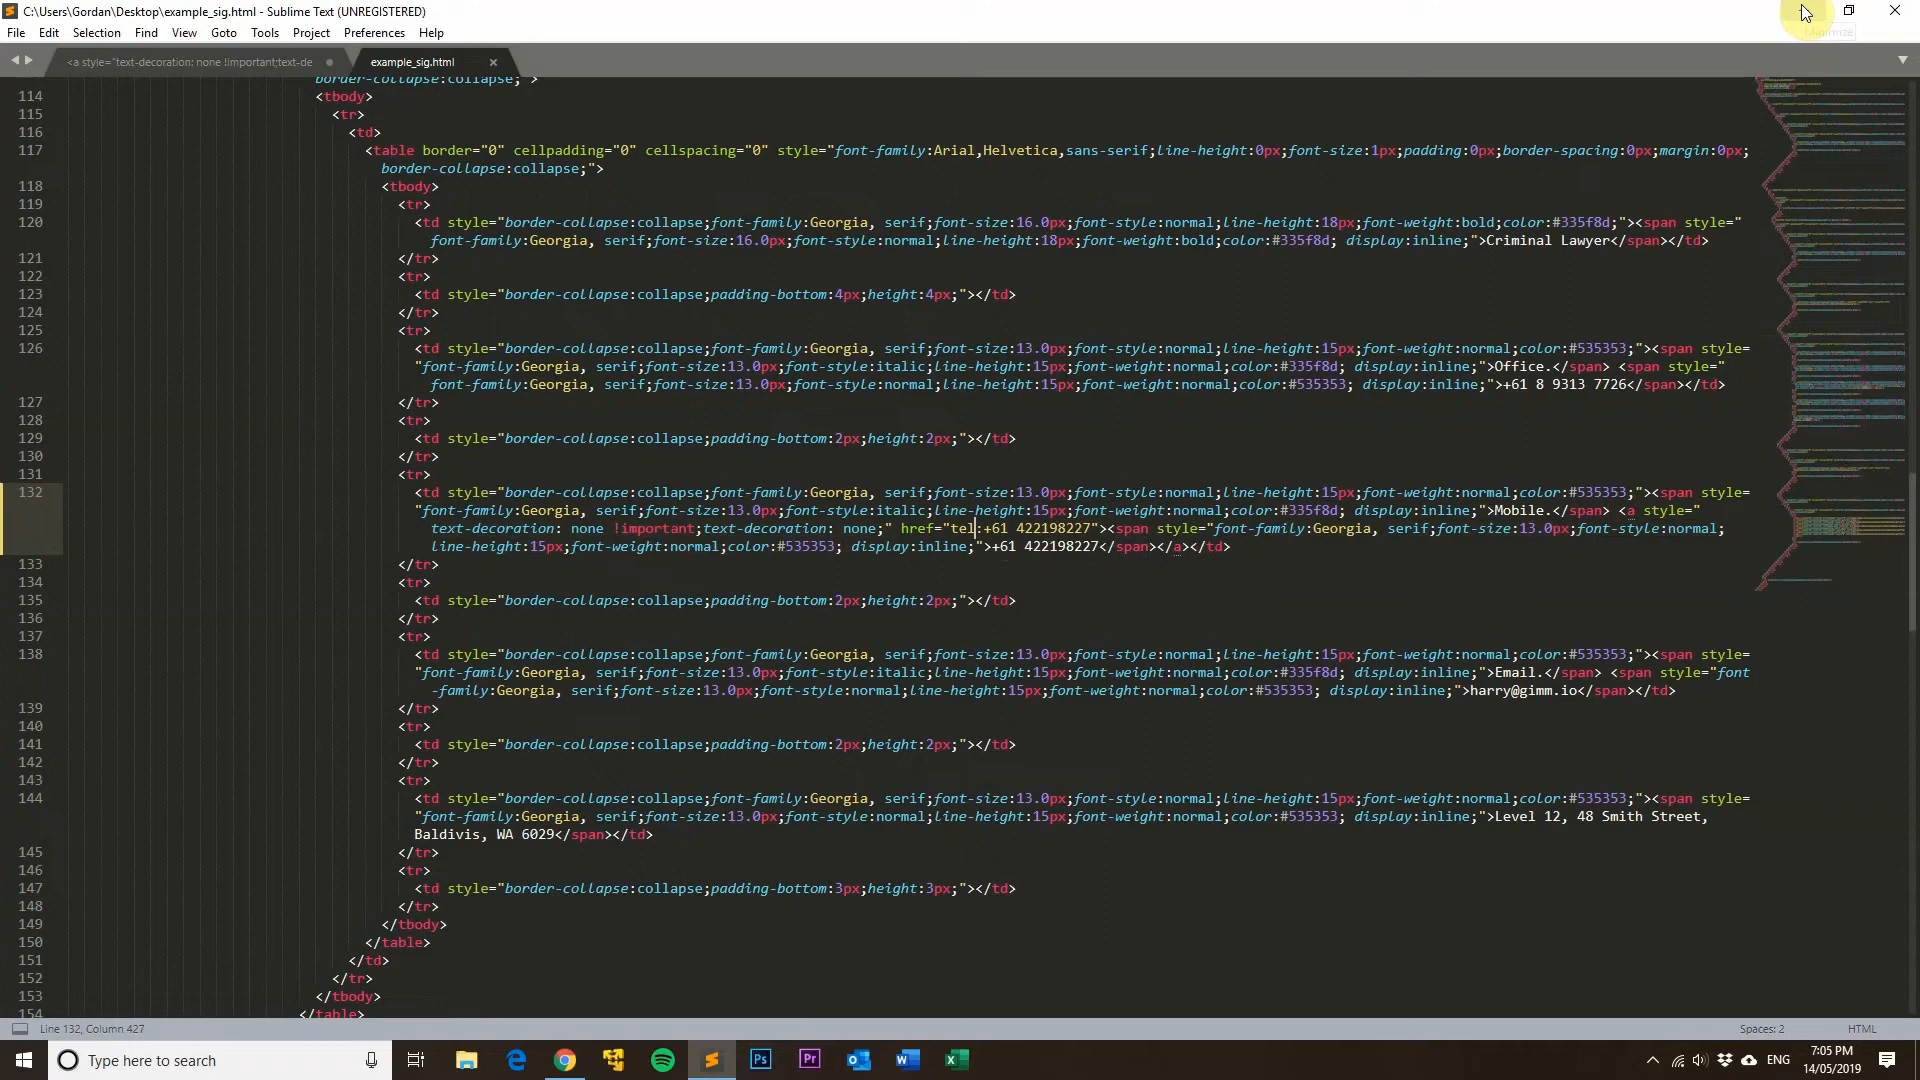 C:\Users\Gordan\Desktop\example_sig.html - Sublime Text (UNREGISTERED)
File Edit Selection Find View Goto Tools Project Preferences Help
Minimize
<a style="text-decoration: none !important;text-de example_sig.html
border-collapse:collapse; ">
114 <tbody>
115 <tr>
116 <td>
117 <table border="0" cellpadding="0" cellspacing="0" style="font-family:Arial,Helvetica,sans-serif;line-height:0px;font-size:1px;padding:0px;border-spacing:0px;margin:0px;
border-collapse:collapse;">
118 <tbody>
119 <tr>
120 <td style="border-collapse:collapse;font-family:Georgia, serif;font-size:16.0px;font-style:normal;line-height:18px;font-weight:bold;color:#335f8d;"><span style="
font-family:Georgia, serif;font-size:16.0px;font-style:normal;line-height:18px;font-weight:bold;color:#335f8d; display:inline;">Criminal Lawyer</span></td>
121 </tr>
122 <tr>
123 <td style="border-collapse:collapse;padding-bottom:4px;height:4px;"></td>
124 </tr>
125 <tr>
126 <td style="border-collapse:collapse;font-family:Georgia, serif;font-size:13.0px;font-style:normal;line-height:15px;font-weight:normal;color:#535353;"><span style=
"font-family:Georgia, serif;font-size:13.0px;font-style:italic;line-height:15px;font-weight:normal;color:#335f8d; display:inline;">Office.</span> <span style="
font-family:Georgia, serif;font-size:13.0px;font-style:normal;line-height:15px;font-weight:normal;color:#535353; display:inline;">+61 8 9313 7726</span></td>
127 </tr>
128 <tr>
129 <td style="border-collapse:collapse;padding-bottom:2px;height:2px;"></td>
130 </tr>
131 <tr>
132 <td style="border-collapse:collapse;font-family:Georgia, serif;font-size:13.0px;font-style:normal;line-height:15px;font-weight:normal;color:#535353;"><span style=
"font-family:Georgia, serif;font-size:13.0px;font-style:italic;line-height:15px;font-weight:normal;color:#335f8d; display:inline;">Mobile.</span> <a style="
text-decoration: none !important;text-decoration: none;" href="tel:+61 422198227"><span style="font-family:Georgia, serif;font-size:13.0px;font-style:normal;
line-height:15px;font-weight:normal;color:#535353; display:inline;">+61 422198227</span></a></td>
133 </tr>
134 <tr>
135 <td style="border-collapse:collapse;padding-bottom:2px;height:2px;"></td>
136 </tr>
137 <tr>
138 <td style="border-collapse:collapse;font-family:Georgia, serif;font-size:13.0px;font-style:normal;line-height:15px;font-weight:normal;color:#535353;"><span style=
"font-family:Georgia, serif;font-size:13.0px;font-style:italic;line-height:15px;font-weight:normal;color:#335f8d; display:inline;">Email.</span> <span style="font
-family:Georgia, serif;font-size:13.0px;font-style:normal;line-height:15px;font-weight:normal;color:#535353; display:inline;">harry@gimm.io</span></td>
139 </tr>
140 <tr>
141 <td style="border-collapse:collapse;padding-bottom:2px;height:2px;"></td>
142 </tr>
143 <tr>
144 <td style="border-collapse:collapse;font-family:Georgia, serif;font-size:13.0px;font-style:normal;line-height:15px;font-weight:normal;color:#535353;"><span style=
"font-family:Georgia, serif;font-size:13.0px;font-style:normal;line-height:15px;font-weight:normal;color:#535353; display:inline;">Level 12, 48 Smith Street,
Baldivis, WA 6029</span></td>
145 </tr>
146 <tr>
147 <td style="border-collapse:collapse;padding-bottom:3px;height:3px;"></td>
148 </tr>
149 </tbody>
150 </table>
151 </td>
152 </tr>
153 </tbody>
154 </table>
Line 132, Column 427 Spaces: 2 HTML
Type here to search Ps Pr ENG 7:05 PM
14/05/2019